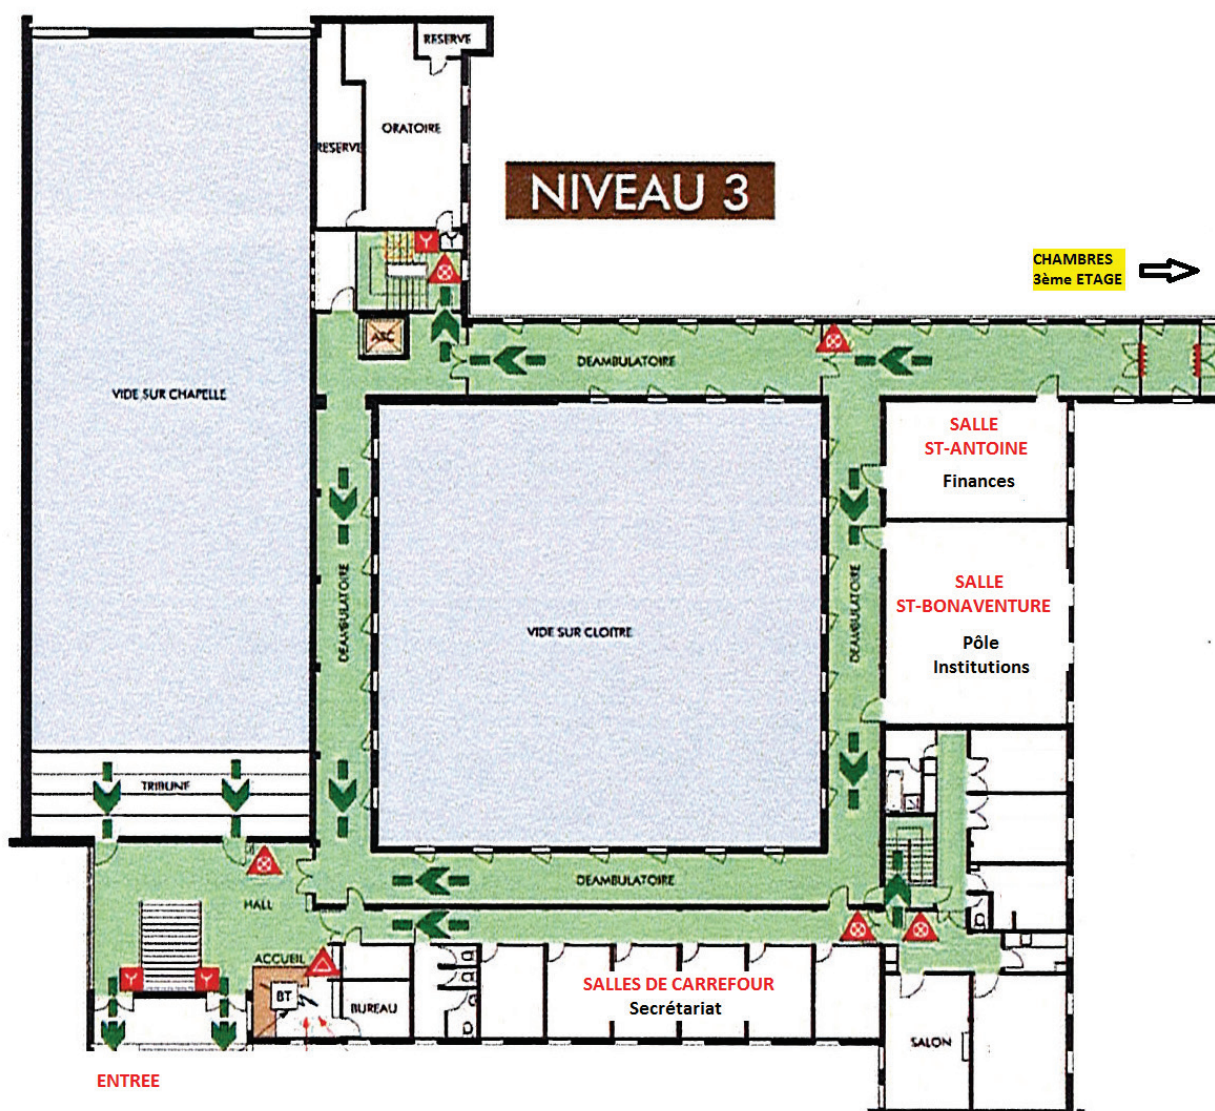 RESERVE
ORATOIRE
RESERVE
NIVEAU 3
CHAMBRES
3ème ETAGE
ASC
DEAMBULATOIRE
VIDE SUR CHAPELLE
SALLE
ST-ANTOINE
Finances
DEAMBULATOIRE
VIDE SUR CLOITRE
DEAMBULATOIRE
SALLE
ST-BONAVENTURE
Pôle
Institutions
TRIBUNE
DEAMBULATOIRE
HALL
ACCUEIL
BT
BUREAU
SALLES DE CARREFOUR
Secrétariat
SALON
ENTREE